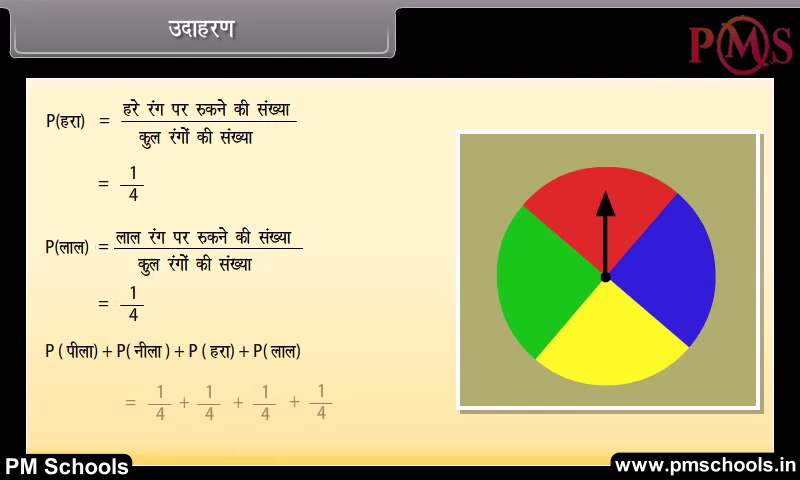 उदाहरण
PMS
P(हरा) = हरे रंग पर रुकने की संख्या
कुल रंगों की संख्या
= 1
4
P(लाल) = लाल रंग पर रुकने की संख्या
कुल रंगों की संख्या
= 1
4
P ( पीला) + P( नीला ) + P ( हरा) + P( लाल)
= 1/4 + 1/4 + 1/4 + 1/4
PM Schools
www.pmschools.in